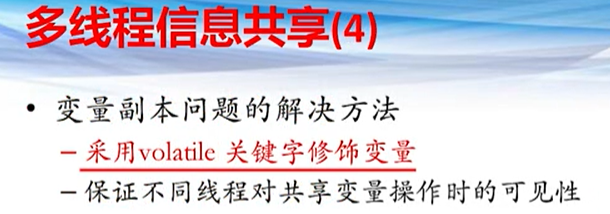 多线程信息共享(4)
• 变量副本问题的解决方法
– 采用volatile 关键字修饰变量
– 保证不同线程对共享变量操作时的可见性